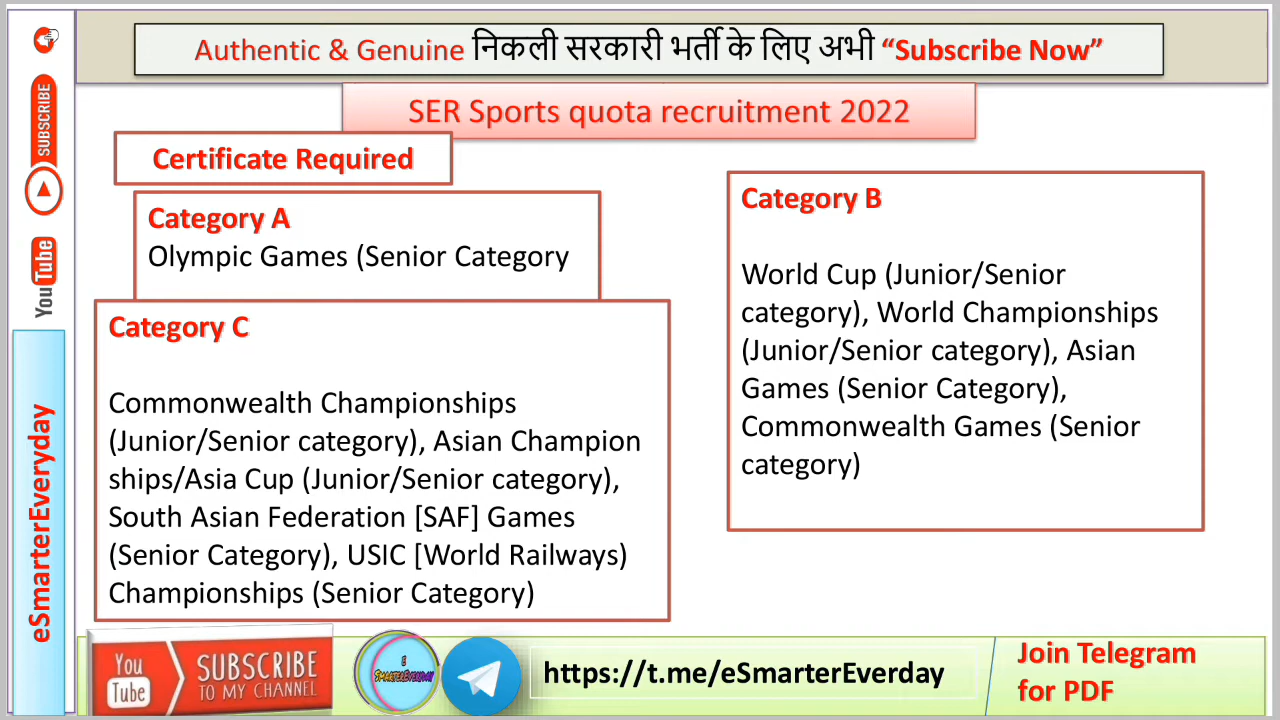 Authentic & Genuine निकली सरकारी भर्ती के लिए अभी “Subscribe Now”
SER Sports quota recruitment 2022
Certificate Required
Category A
Olympic Games (Senior Category
Category B
World Cup (Junior/Senior
category), World Championships
(Junior/Senior category), Asian
Games (Senior Category),
Commonwealth Games (Senior
category)
Category C
Commonwealth Championships
(Junior/Senior category), Asian Champion
ships/Asia Cup (Junior/Senior category),
South Asian Federation [SAF] Games
(Senior Category), USIC [World Railways)
Championships (Senior Category)
SUBSCRIBE
YouTube
eSmarterEveryday
You
Tube
SUBSCRIBE
TO MY CHANNEL
E
SMARTEREVERYDAY
https://t.me/eSmarterEverday
Join Telegram
for PDF